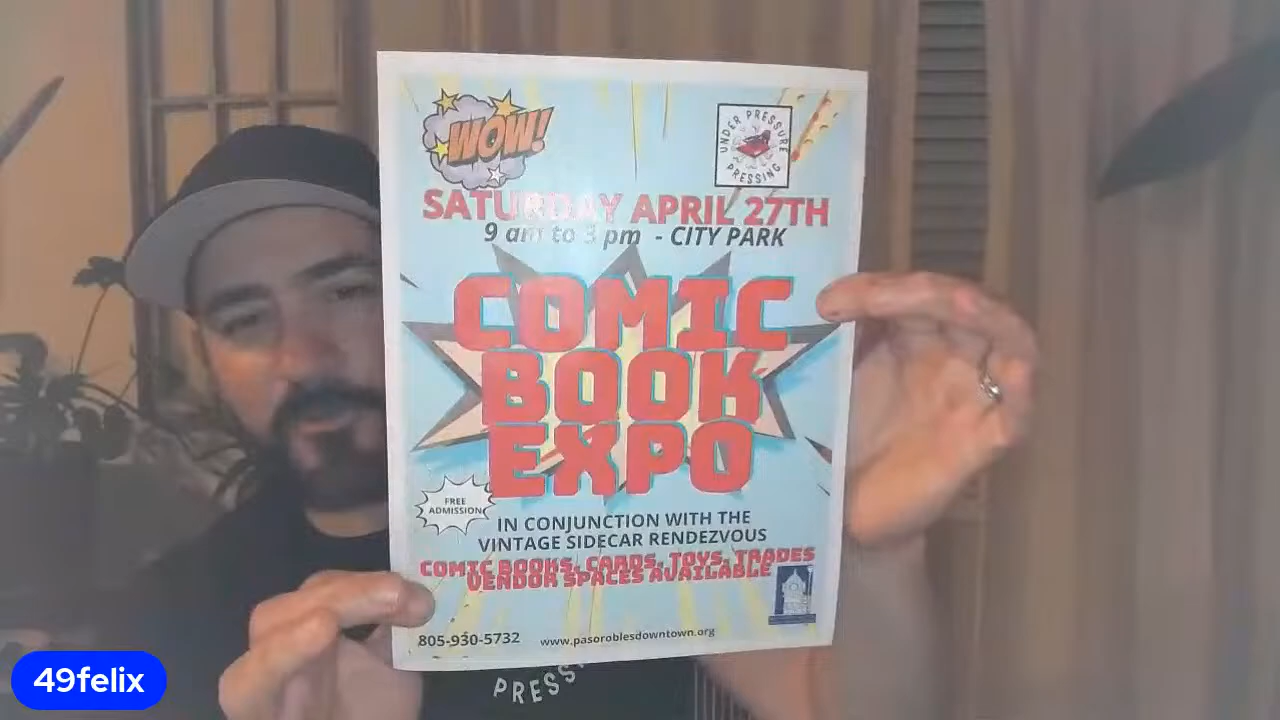 WOW!
UNDER PRESSURE
PRESSING
SATURDAY APRIL 27TH
9 am to 3 pm - CITY PARK
COMIC
BOOK
EXPO
FREE
ADMISSION
IN CONJUNCTION WITH THE
VINTAGE SIDECAR RENDEZVOUS
COMIC BOOKS, CARDS, TOYS, TRADES
VENDOR SPACES AVAILABLE
805-930-5732 www.pasoroblesdowntown.org
49felix